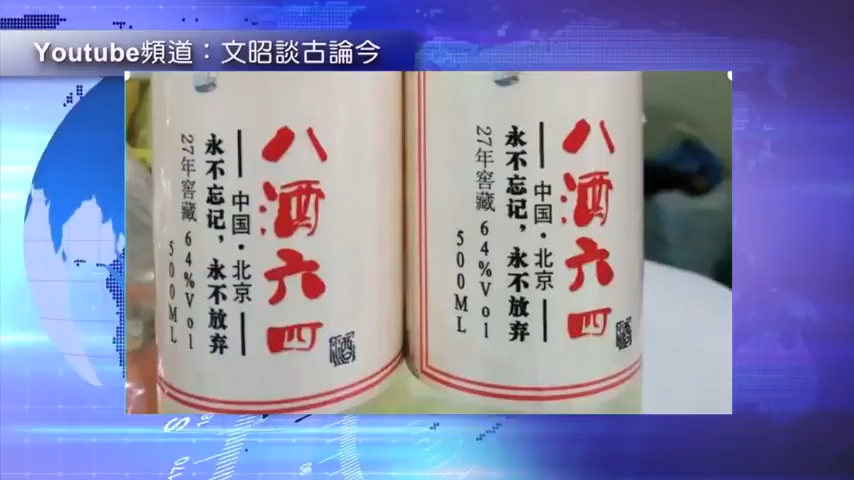 Youtube頻道：文昭談古論今
八酒六四
中国·北京
永不忘记，永不放弃
27年窖藏 64%Vol
500ML
八酒六四
中国·北京
永不忘记，永不放弃
27年窖藏 64%Vol
500ML